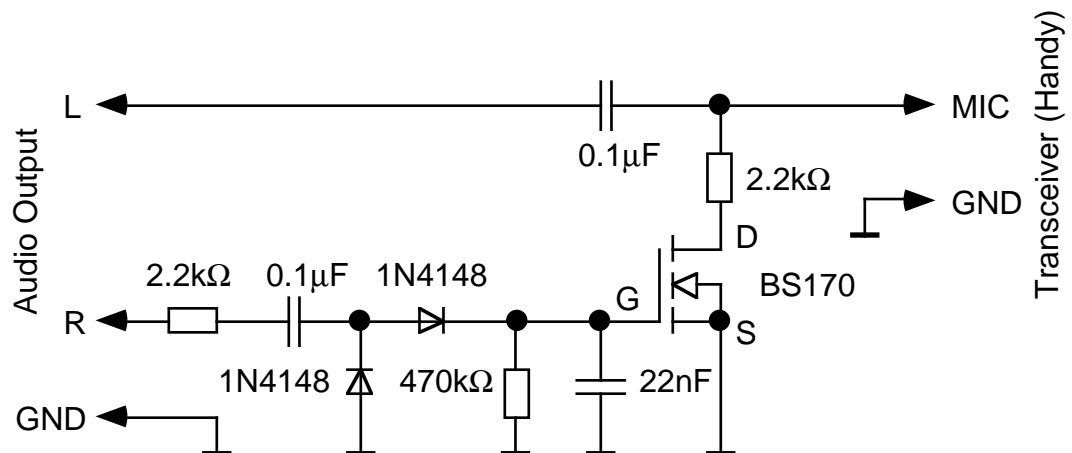 L
0.1μF
MIC
2.2kΩ
GND
Audio Output
Transceiver (Handy)
D
2.2kΩ
0.1μF
1N4148
G
BS170
R
S
1N4148
470kΩ
22nF
GND